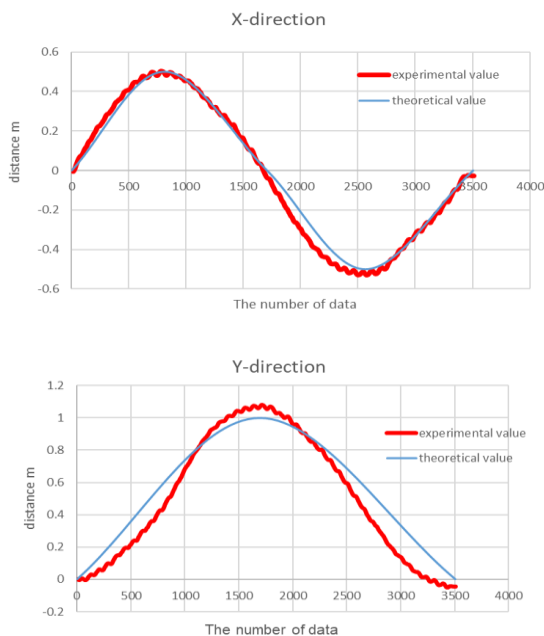 X-direction
0.6
0.4
0.2
0
-0.2
-0.4
-0.6
0 500 1000 1500 2000 2500 3000 3500 4000
distance m
experimental value
theoretical value
The number of data
Y-direction
1.2
1
0.8
0.6
0.4
0.2
0
-0.2
0 500 1000 1500 2000 2500 3000 3500 4000
distance m
experimental value
theoretical value
The number of data